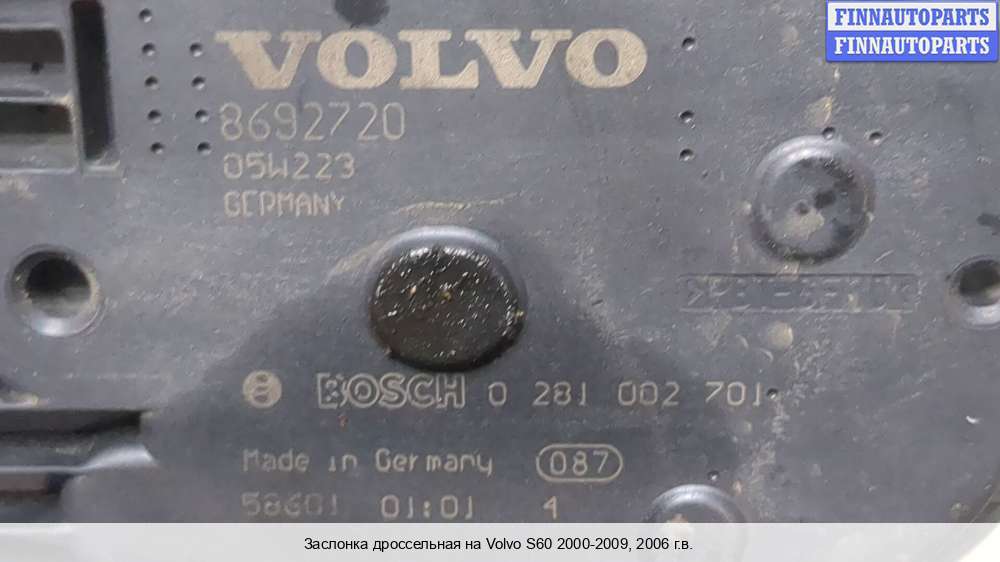 FINNAUTOPARTS
FINNAUTOPARTS
VOLVO
8692720
05W223
GERMANY
BOSCH 0 281 002 701
Made in Germany 087
58601 01:01 4
Заслонка дроссельная на Volvo S60 2000-2009, 2006 г.в.